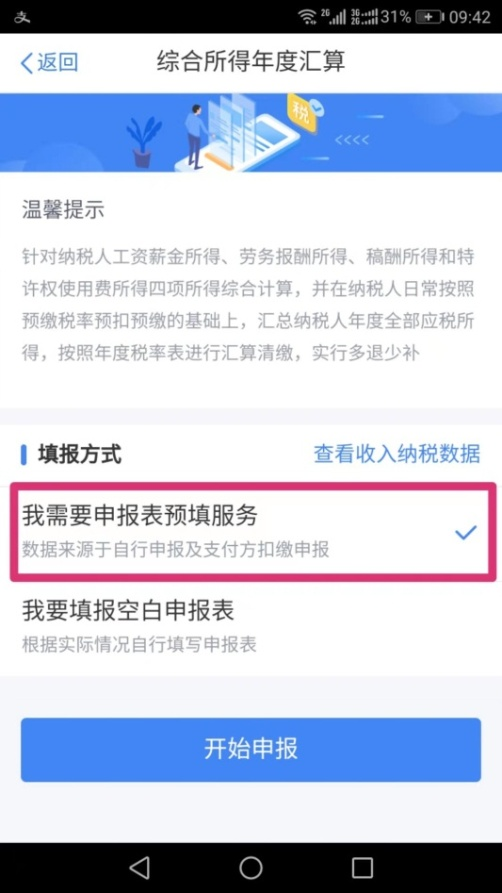 支 2G 3G 2G 31% 09:42
返回 综合所得年度汇算
税
温馨提示
针对纳税人工资薪金所得、劳务报酬所得、稿酬所得和特
许权使用费所得四项所得综合计算，并在纳税人日常按照
预缴税率预扣预缴的基础上，汇总纳税人年度全部应税所
得，按照年度税率表进行汇算清缴，实行多退少补
填报方式 查看收入纳税数据
我需要申报表预填服务
数据来源于自行申报及支付方扣缴申报
我要填报空白申报表
根据实际情况自行填写申报表
开始申报